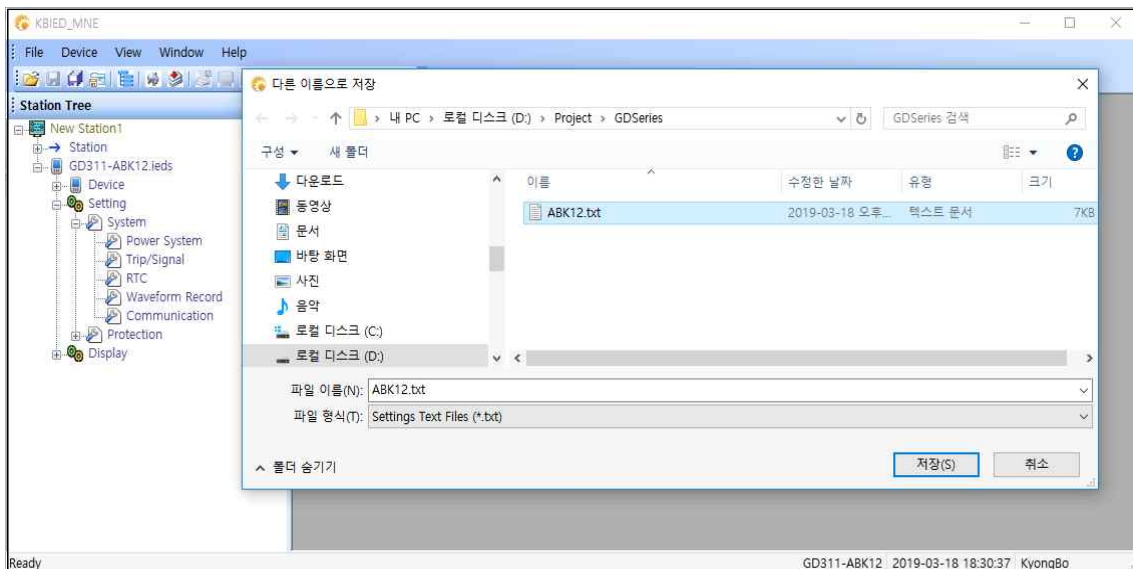 KBIED_MNE
File Device View Window Help
Station Tree
New Station1
Station
GD311-ABK12.ieds
Device
Setting
System
Power System
Trip/Signal
RTC
Waveform Record
Communication
Protection
Display
다른 이름으로 저장
내 PC › 로컬 디스크 (D:) › Project › GDSeries
GDSeries 검색
구성 새 폴더
다운로드
동영상
문서
바탕 화면
사진
음악
로컬 디스크 (C:)
로컬 디스크 (D:)
이름 수정한 날짜 유형 크기
ABK12.txt 2019-03-18 오후... 텍스트 문서 7KB
파일 이름(N): ABK12.txt
파일 형식(T): Settings Text Files (*.txt)
폴더 숨기기 저장(S) 취소
Ready GD311-ABK12 2019-03-18 18:30:37 KyongBo